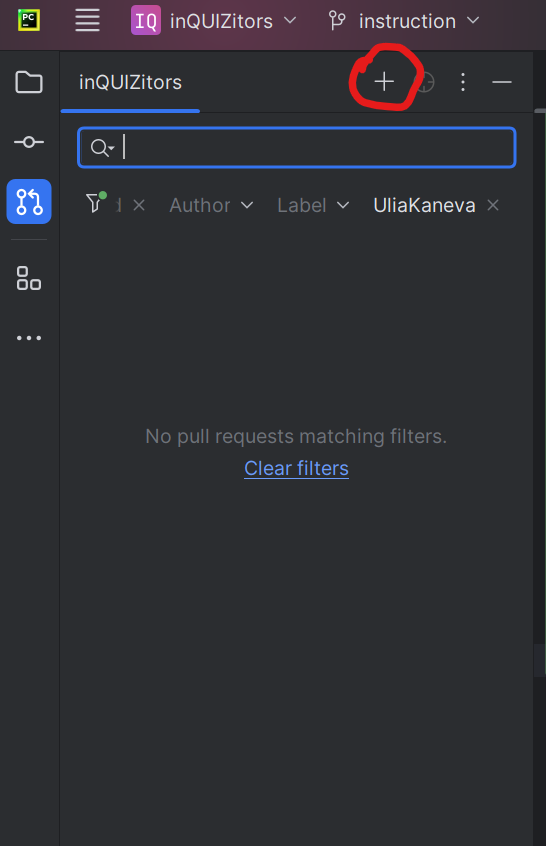 PC IQ inQUIZitors instruction
inQUIZitors
Author Label UliaKaneva
No pull requests matching filters.
Clear filters